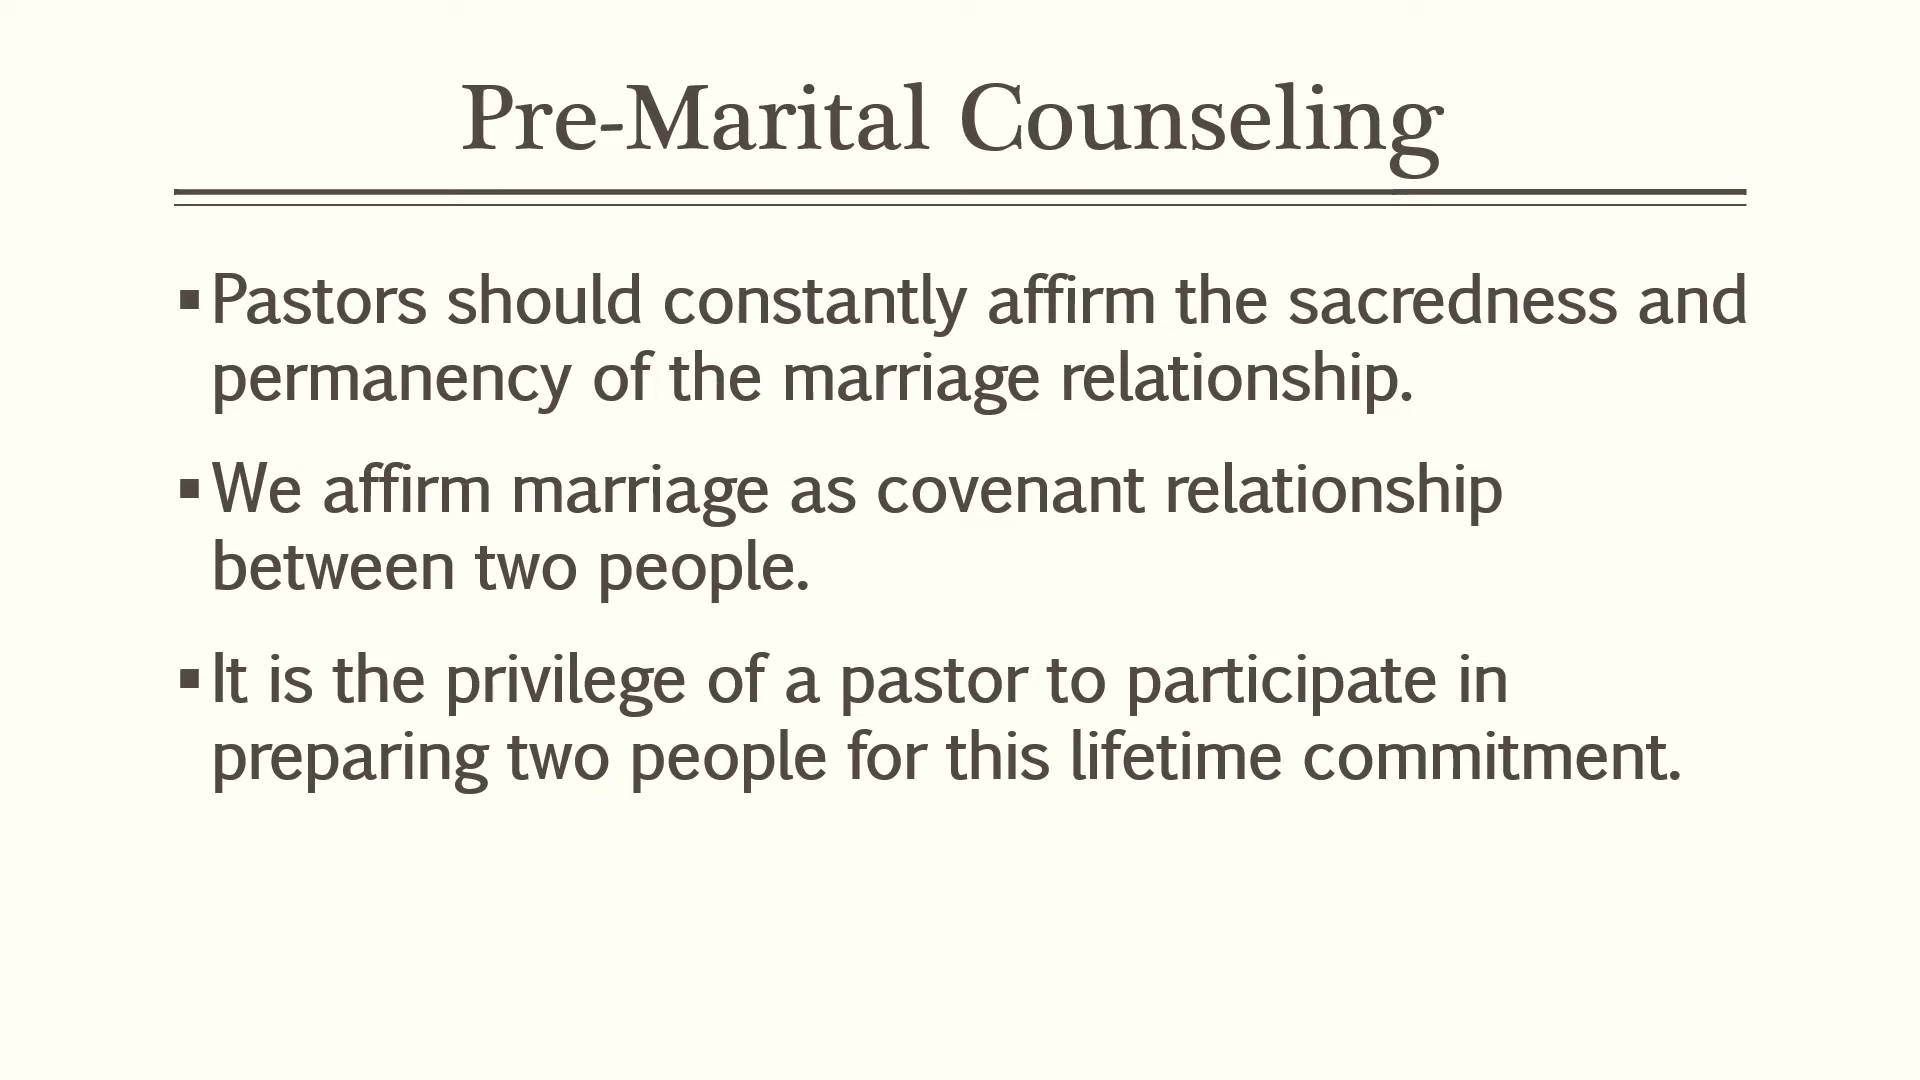 Pre-Marital Counseling
▪Pastors should constantly affirm the sacredness and
permanency of the marriage relationship.
▪We affirm marriage as covenant relationship
between two people.
▪It is the privilege of a pastor to participate in
preparing two people for this lifetime commitment.